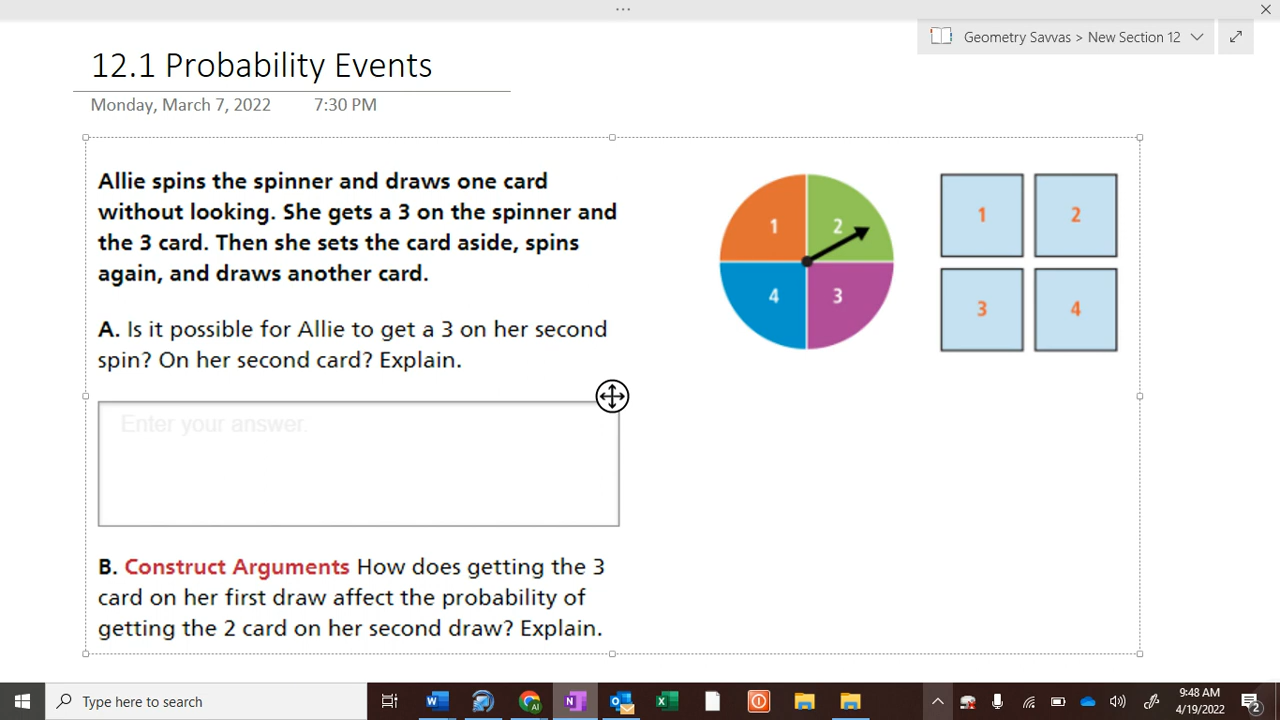 Geometry Savvas > New Section 12
12.1 Probability Events
Monday, March 7, 2022 7:30 PM
Allie spins the spinner and draws one card
without looking. She gets a 3 on the spinner and
the 3 card. Then she sets the card aside, spins
again, and draws another card.
A. Is it possible for Allie to get a 3 on her second
spin? On her second card? Explain.
Enter your answer.
B. Construct Arguments How does getting the 3
card on her first draw affect the probability of
getting the 2 card on her second draw? Explain.
1 2
4 3
1 2
3 4
Type here to search
9:48 AM
4/19/2022
2